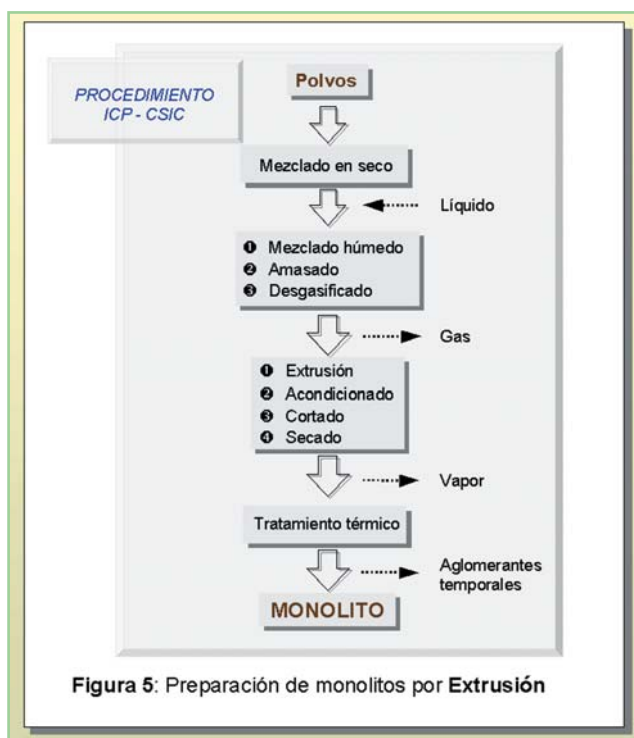 PROCEDIMIENTO
ICP - CSIC
Polvos
Mezclado en seco
Líquido
❶ Mezclado húmedo
❷ Amasado
❸ Desgasificado
Gas
❶ Extrusión
❷ Acondicionado
❸ Cortado
❹ Secado
Vapor
Tratamiento térmico
Aglomerantes
temporales
MONOLITO
Figura 5: Preparación de monolitos por Extrusión